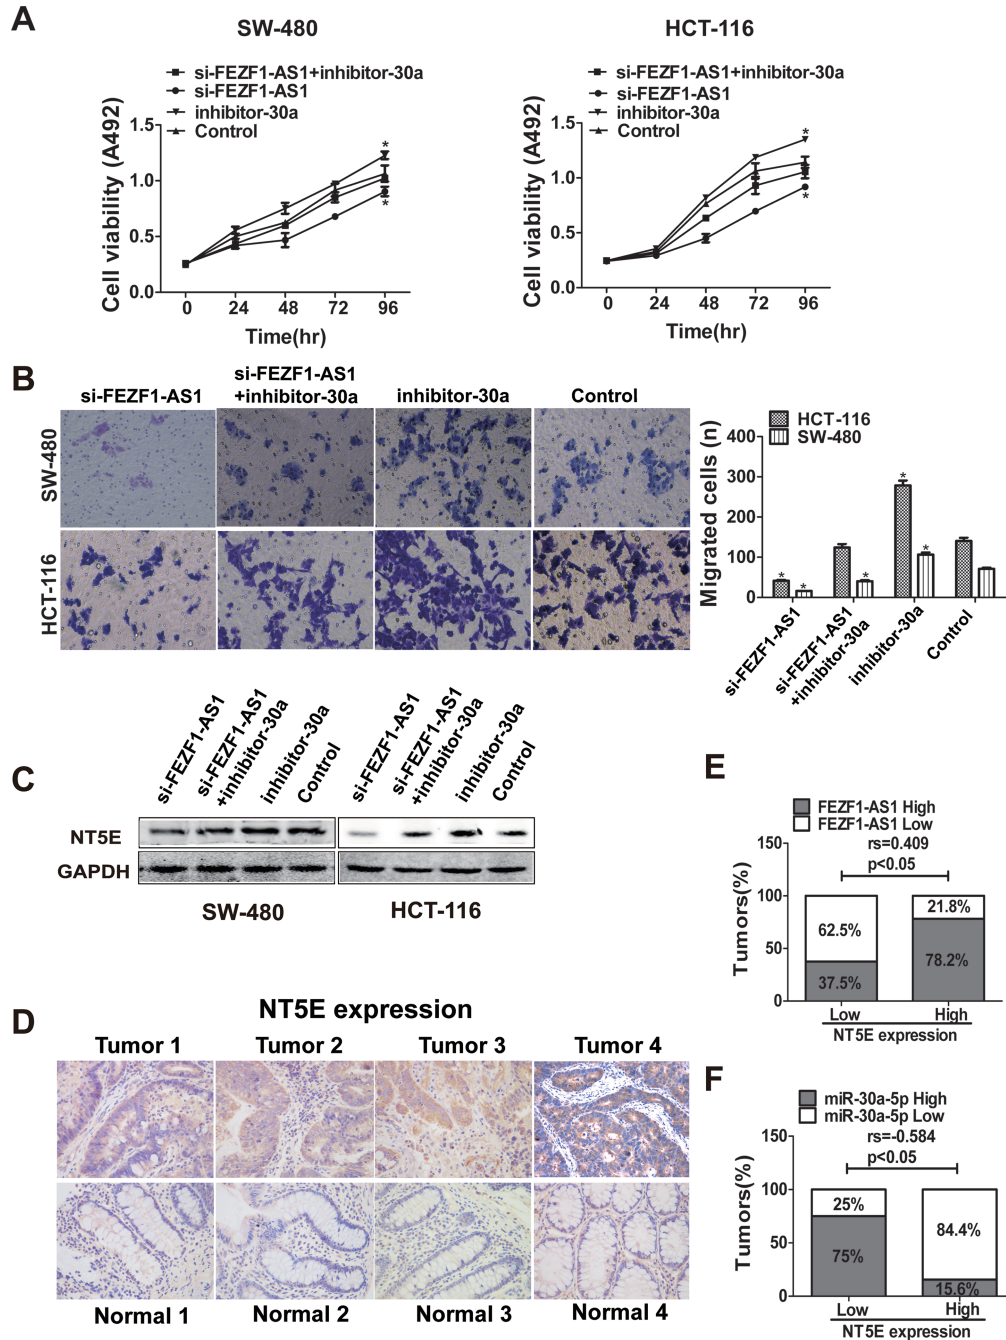 A
SW-480
si-FEZF1-AS1+inhibitor-30a
si-FEZF1-AS1
inhibitor-30a
Control
Cell viability (A492)
1.5
1.0
0.5
0.0
0 24 48 72 96
Time(hr)
*
*
HCT-116
si-FEZF1-AS1+inhibitor-30a
si-FEZF1-AS1
inhibitor-30a
Control
Cell viability (A492)
1.5
1.0
0.5
0.0
0 24 48 72 96
Time(hr)
*
*
B
si-FEZF1-AS1
si-FEZF1-AS1
+inhibitor-30a
inhibitor-30a
Control
SW-480
HCT-116
HCT-116
SW-480
Migrated cells (n)
400
300
200
100
0
* * * * *
si-FEZF1-AS1
si-FEZF1-AS1
+inhibitor-30a
inhibitor-30a
Control
C
si-FEZF1-AS1
si-FEZF1-AS1
+inhibitor-30a
inhibitor-30a
Control
si-FEZF1-AS1
si-FEZF1-AS1
+inhibitor-30a
inhibitor-30a
Control
NT5E
GAPDH
SW-480
HCT-116
D
NT5E expression
Tumor 1 Tumor 2 Tumor 3 Tumor 4
Normal 1 Normal 2 Normal 3 Normal 4
E
FEZF1-AS1 High
FEZF1-AS1 Low
rs=0.409
p<0.05
Tumors(%)
150
100
50
0
62.5%
37.5%
21.8%
78.2%
Low High
NT5E expression
F
miR-30a-5p High
miR-30a-5p Low
rs=-0.584
p<0.05
Tumors(%)
150
100
50
0
25%
75%
84.4%
15.6%
Low High
NT5E expression